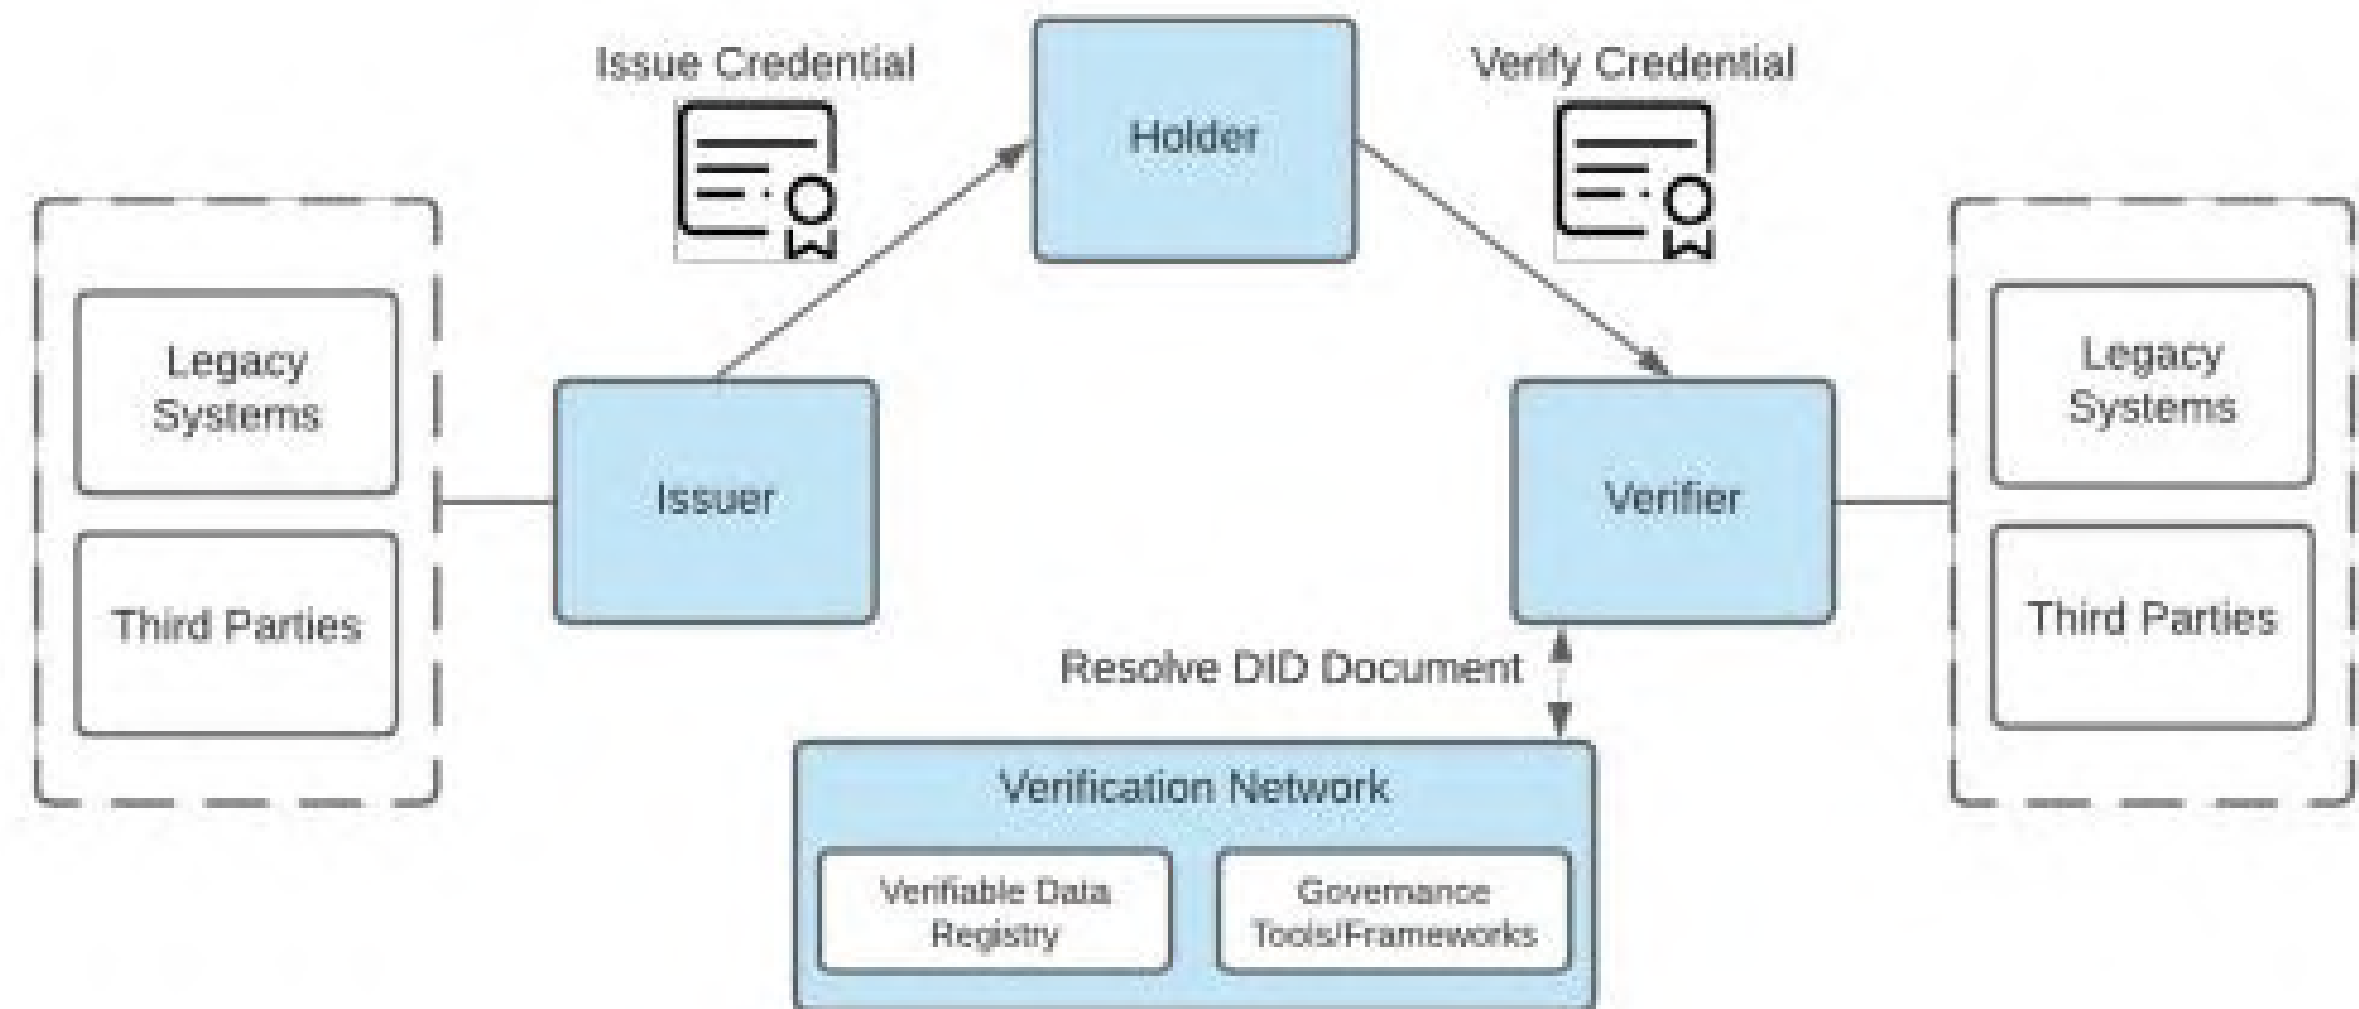 Issue Credential
Holder
Verify Credential
Legacy
Systems
Third Parties
Issuer
Verifier
Legacy
Systems
Third Parties
Resolve DID Document
Verification Network
Verifiable Data
Registry
Governance
Tools/Frameworks